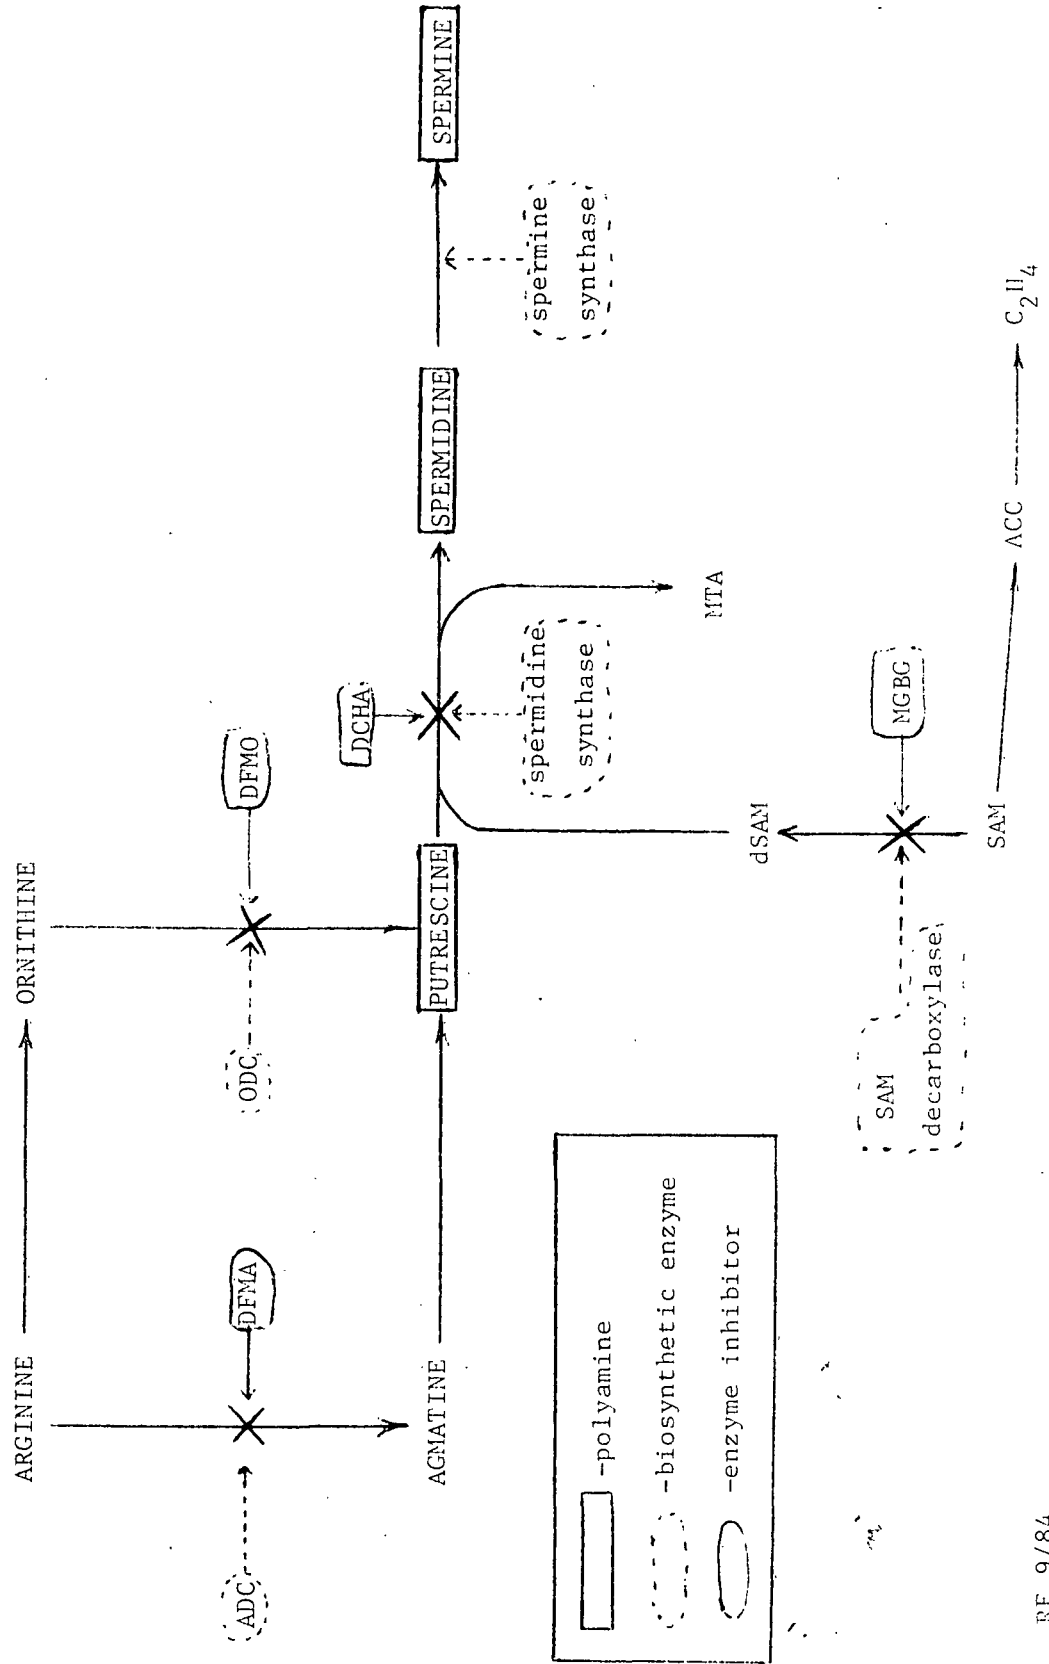 ARGININE
ORNITHINE
ADC
DFMA
ODC
DFMO
DCHA
AGMATINE
PUTRESCINE
SPERMIDINE
SPERMINE
spermidine
synthase
spermine
synthase
MTA
dSAM
SAM
decarboxylase
MGBG
SAM
ACC
C2H4
-polyamine
-biosynthetic enzyme
-enzyme inhibitor
RF 9/84